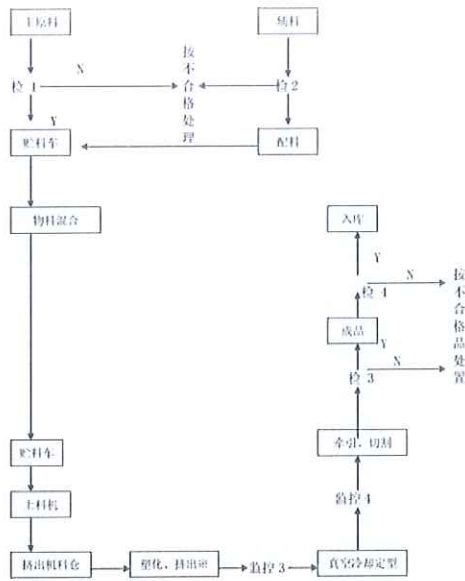 主原料
辅料
N
按不合格处理
检 1
检2
Y
贮料车
配料
物料混合
入库
Y
N
检 4
按不合格品处置
成品
Y
N
检 3
牵引、切割
贮料车
上料机
监控 4
挤出机料仓
塑化、挤出
监控 3
真空冷却定型